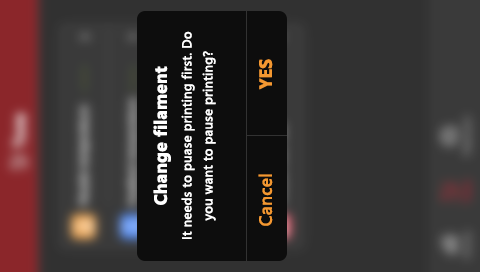 Change filament
It needs to puase printing first. Do
you want to pause printing?
Cancel
YES